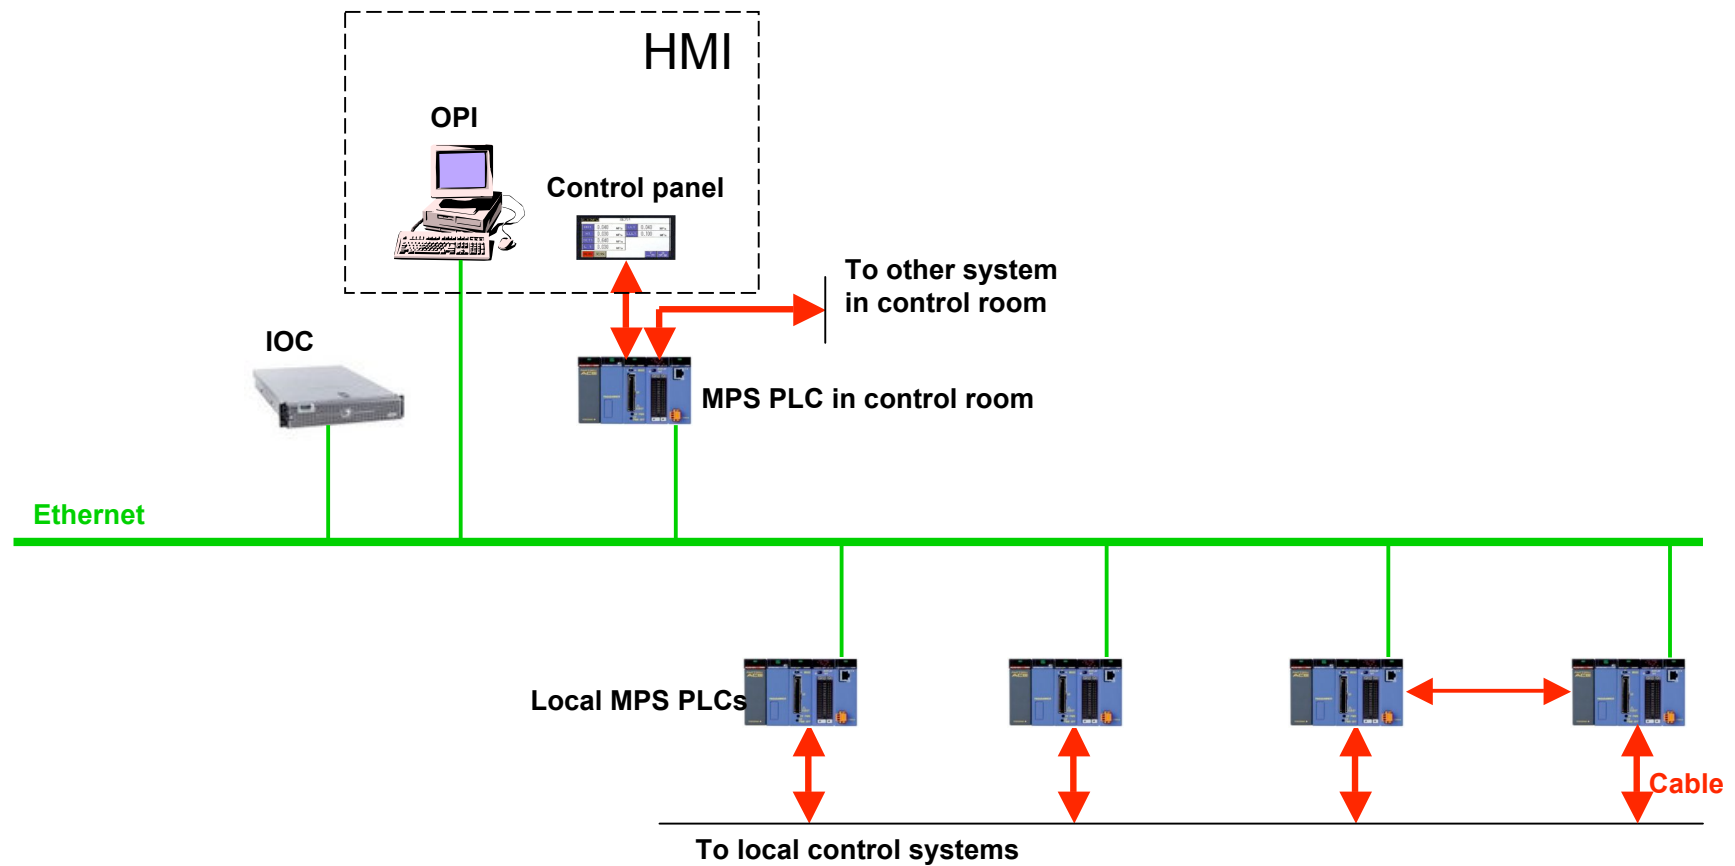 HMI
OPI
Control panel
To other system
in control room
IOC
MPS PLC in control room
Ethernet
Local MPS PLCs
Cable
To local control systems